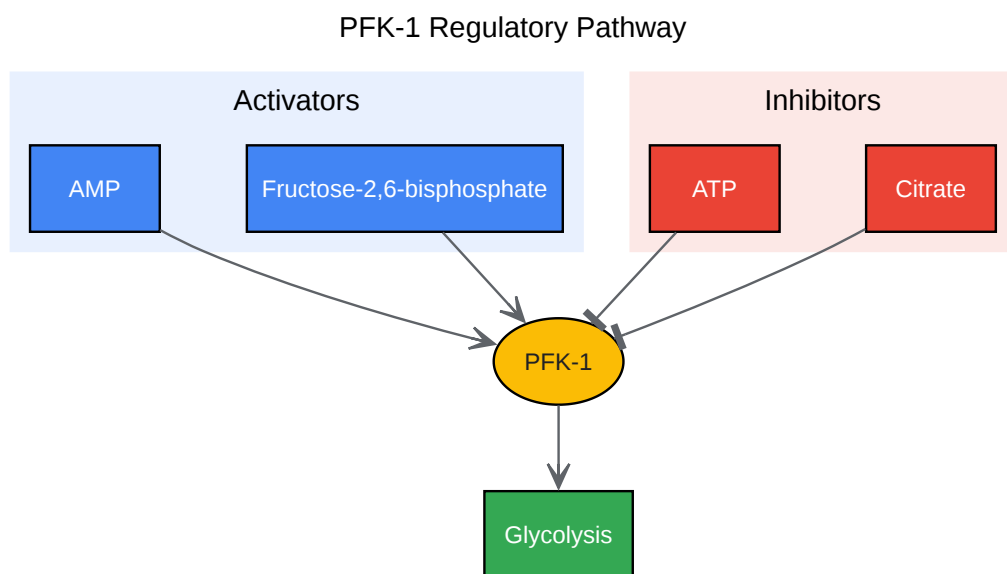 PFK-1 Regulatory Pathway
Activators
Inhibitors
AMP
Fructose-2,6-bisphosphate
ATP
Citrate
PFK-1
Glycolysis